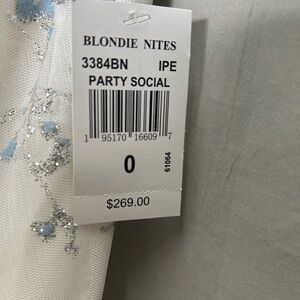 BLONDIE NITES
3384BN IPE
PARTY SOCIAL
1 95170 16609 7
0
61064
$269.00